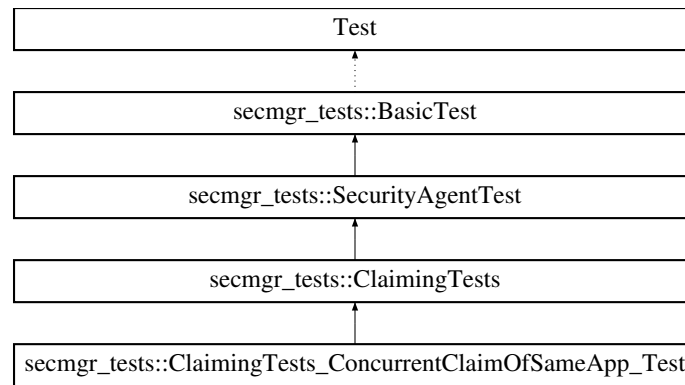 Test
secmgr_tests::BasicTest
secmgr_tests::SecurityAgentTest
secmgr_tests::ClaimingTests
secmgr_tests::ClaimingTests_ConcurrentClaimOfSameApp_Test